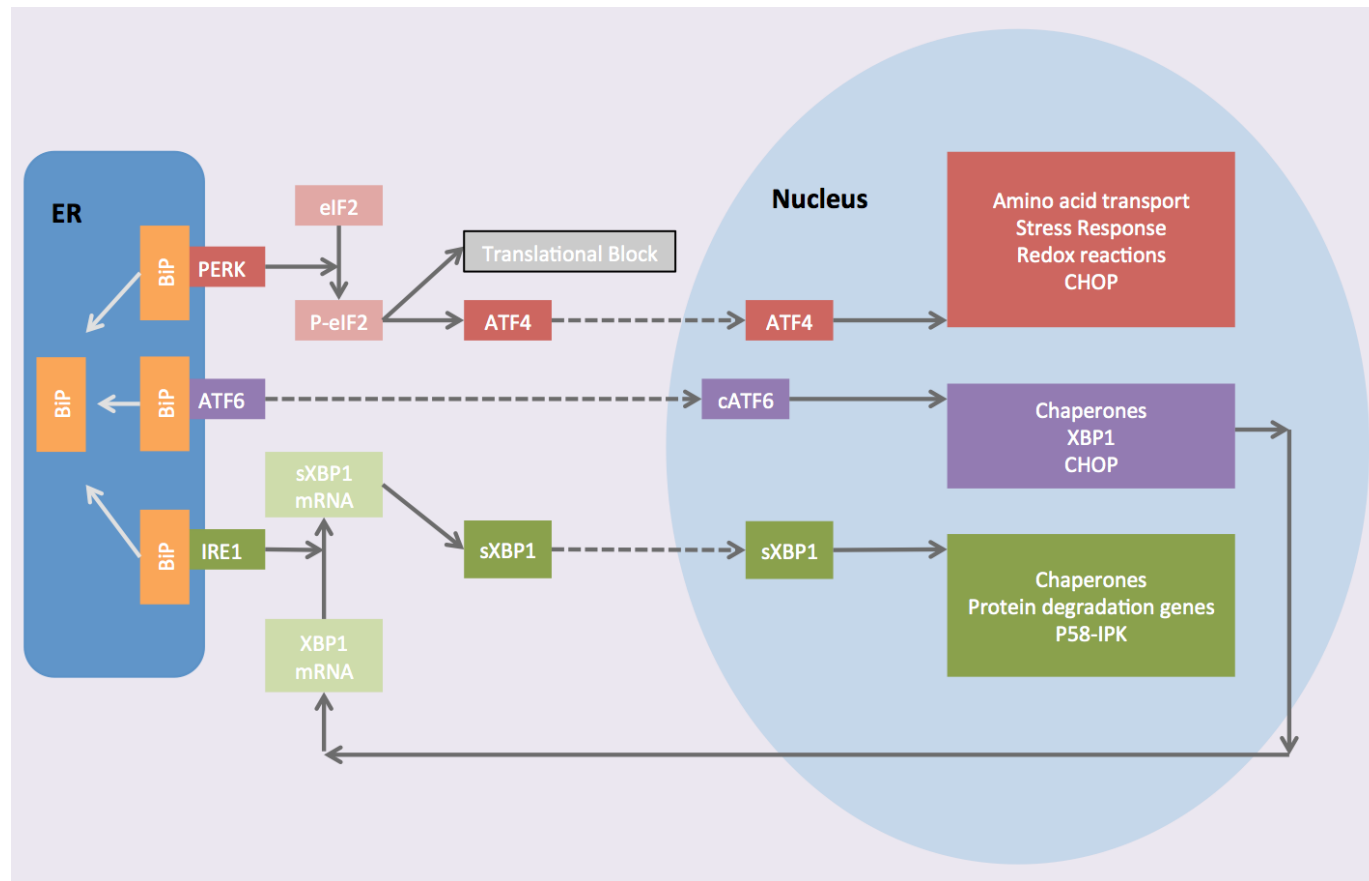 ER
Nucleus
eIF2
Translational Block
BiP
PERK
P-eIF2
ATF4
ATF4
Amino acid transport
Stress Response
Redox reactions
CHOP
BiP
BiP
ATF6
cATF6
Chaperones
XBP1
CHOP
sXBP1
mRNA
BiP
IRE1
sXBP1
sXBP1
Chaperones
Protein degradation genes
P58-IPK
XBP1
mRNA